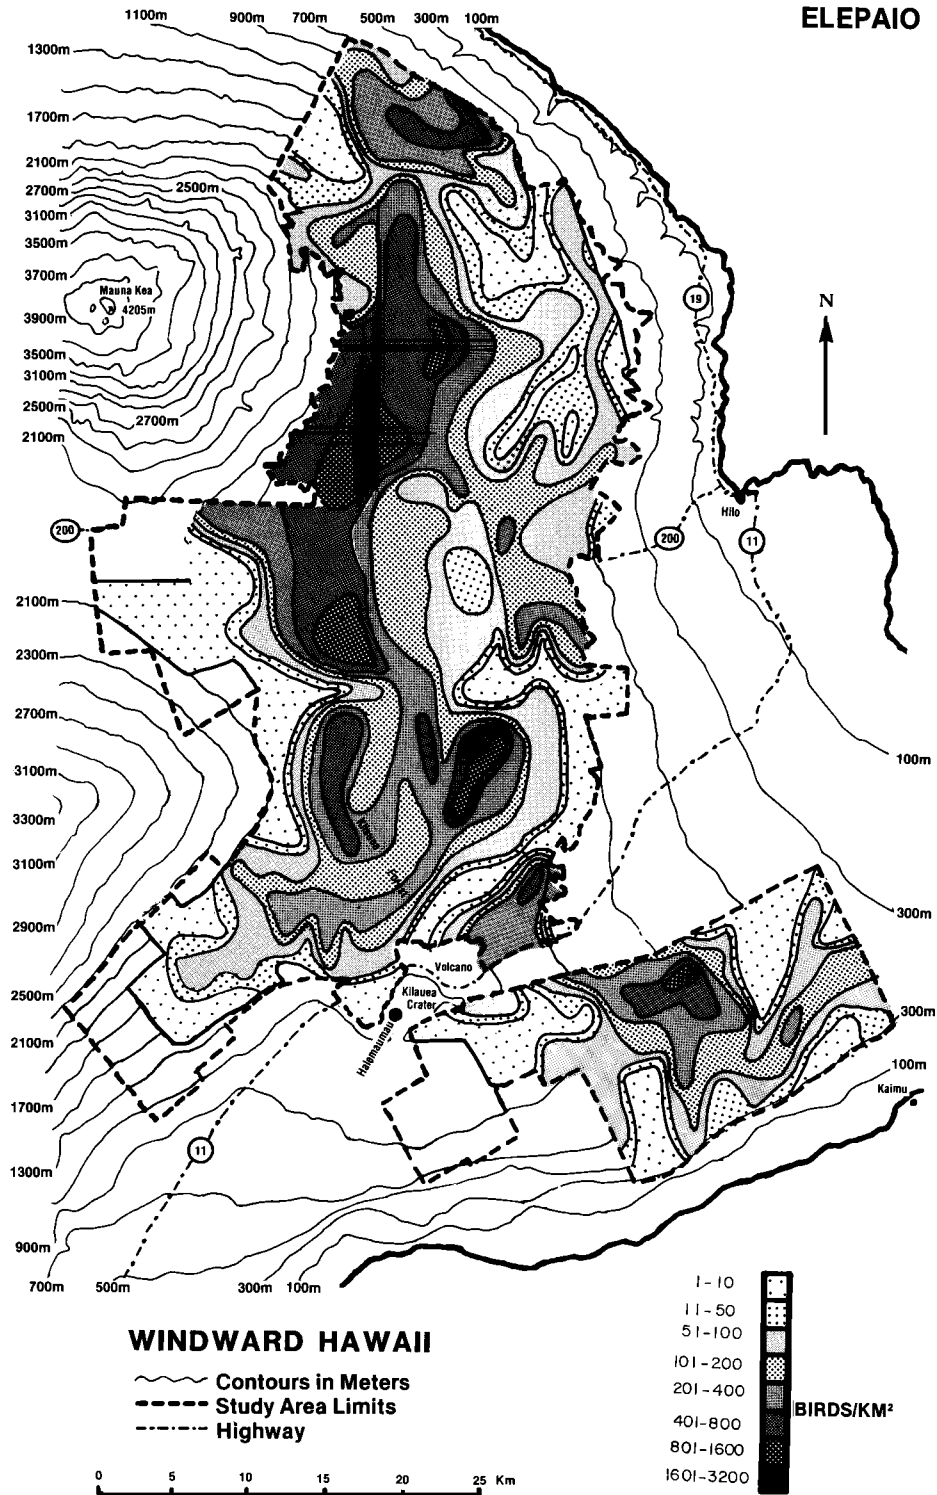 ELEPAIO
1100m
900m
700m
500m
300m
100m
1300m
1700m
2100m
2700m
2500m
3100m
3500m
3700m
Mauna Kea
4205m
3900m
3500m
3100m
2500m
2700m
2100m
19
N
Hilo
200
200
11
2100m
2300m
2700m
3100m
3300m
3100m
2900m
2500m
2100m
1700m
1300m
900m
700m
500m
300m
100m
100m
300m
300m
100m
Volcano
Kilauea
Crater
Halemaumau
Kaimu
11
WINDWARD HAWAII
Contours in Meters
Study Area Limits
Highway
0 5 10 15 20 25 Km
1-10
11-50
51-100
101-200
201-400
401-800
801-1600
1601-3200
BIRDS/KM²